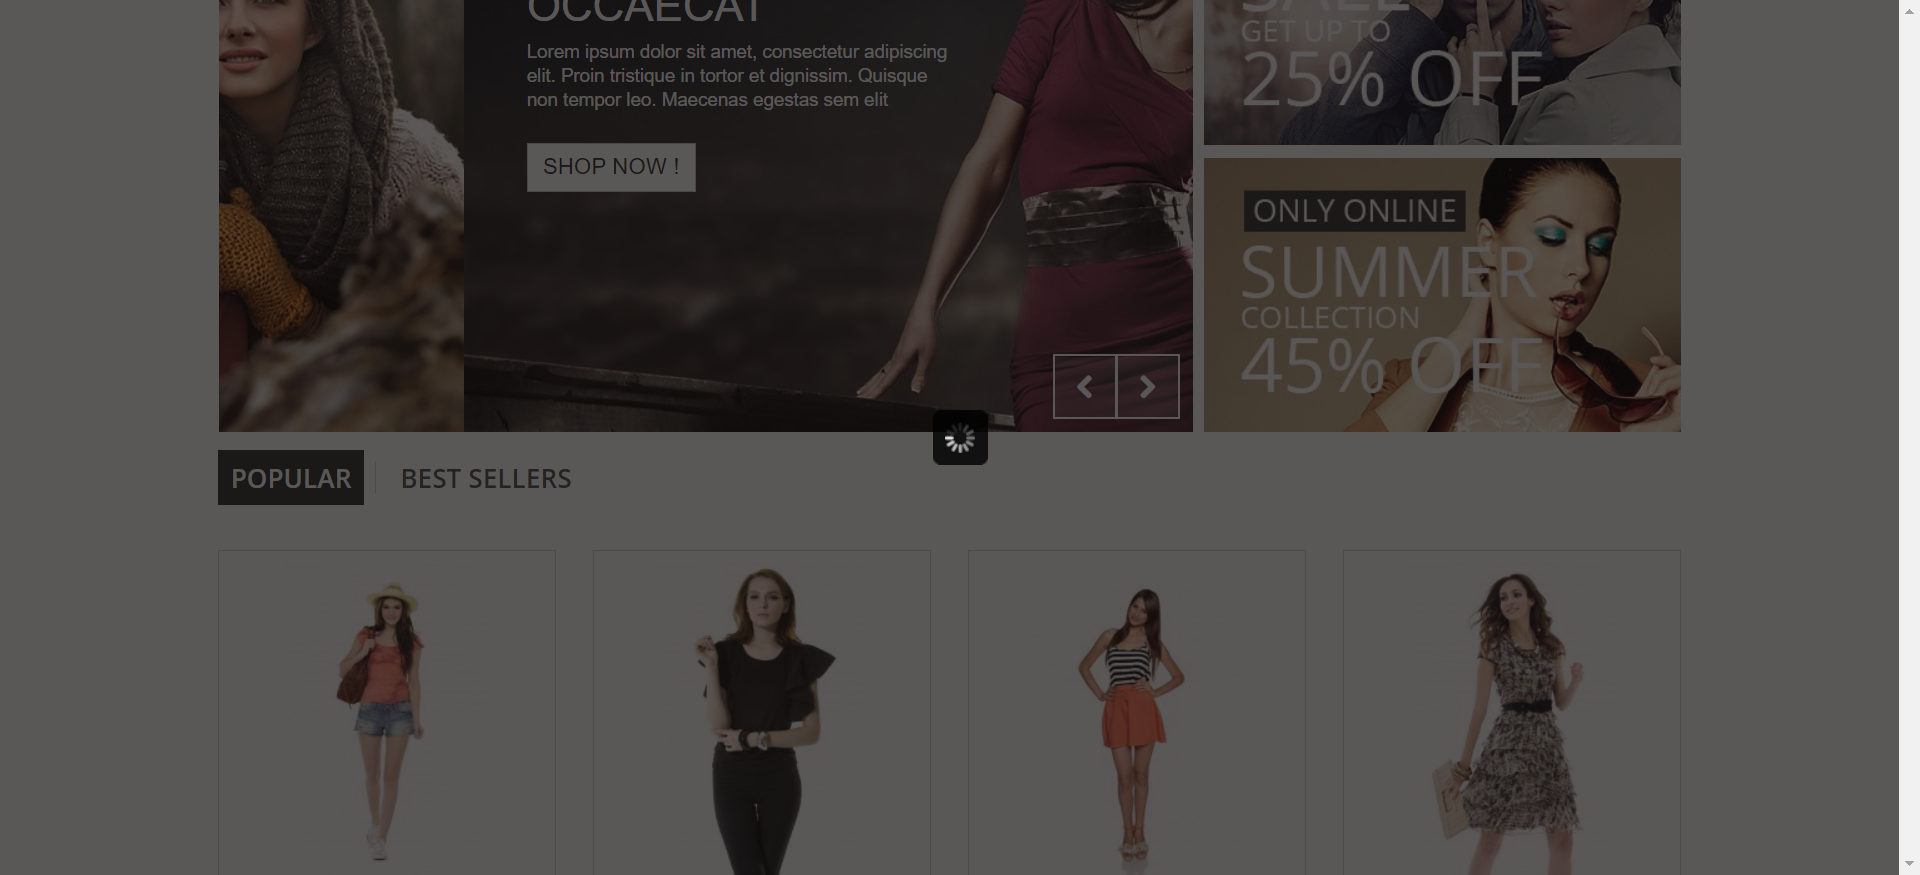 OCCAECAT
Lorem ipsum dolor sit amet, consectetur adipiscing
elit. Proin tristique in tortor et dignissim. Quisque
non tempor leo. Maecenas egestas sem elit
SHOP NOW !
SALE
GET UP TO
25% OFF
ONLY ONLINE
SUMMER
COLLECTION
45% OFF
POPULAR
BEST SELLERS